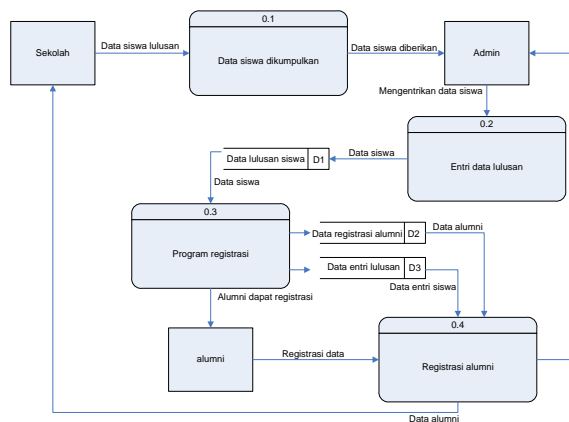 0.1
Sekolah
Data siswa lulusan
Data siswa dikumpulkan
Data siswa diberikan
Admin
Mengentrikan data siswa
0.2
Entri data lulusan
Data siswa
Data lulusan siswa
D1
Data siswa
0.3
Program registrasi
Data registrasi alumni
D2
Data alumni
Data entri lulusan
D3
Data entri siswa
Alumni dapat registrasi
0.4
alumni
Registrasi data
Registrasi alumni
Data alumni